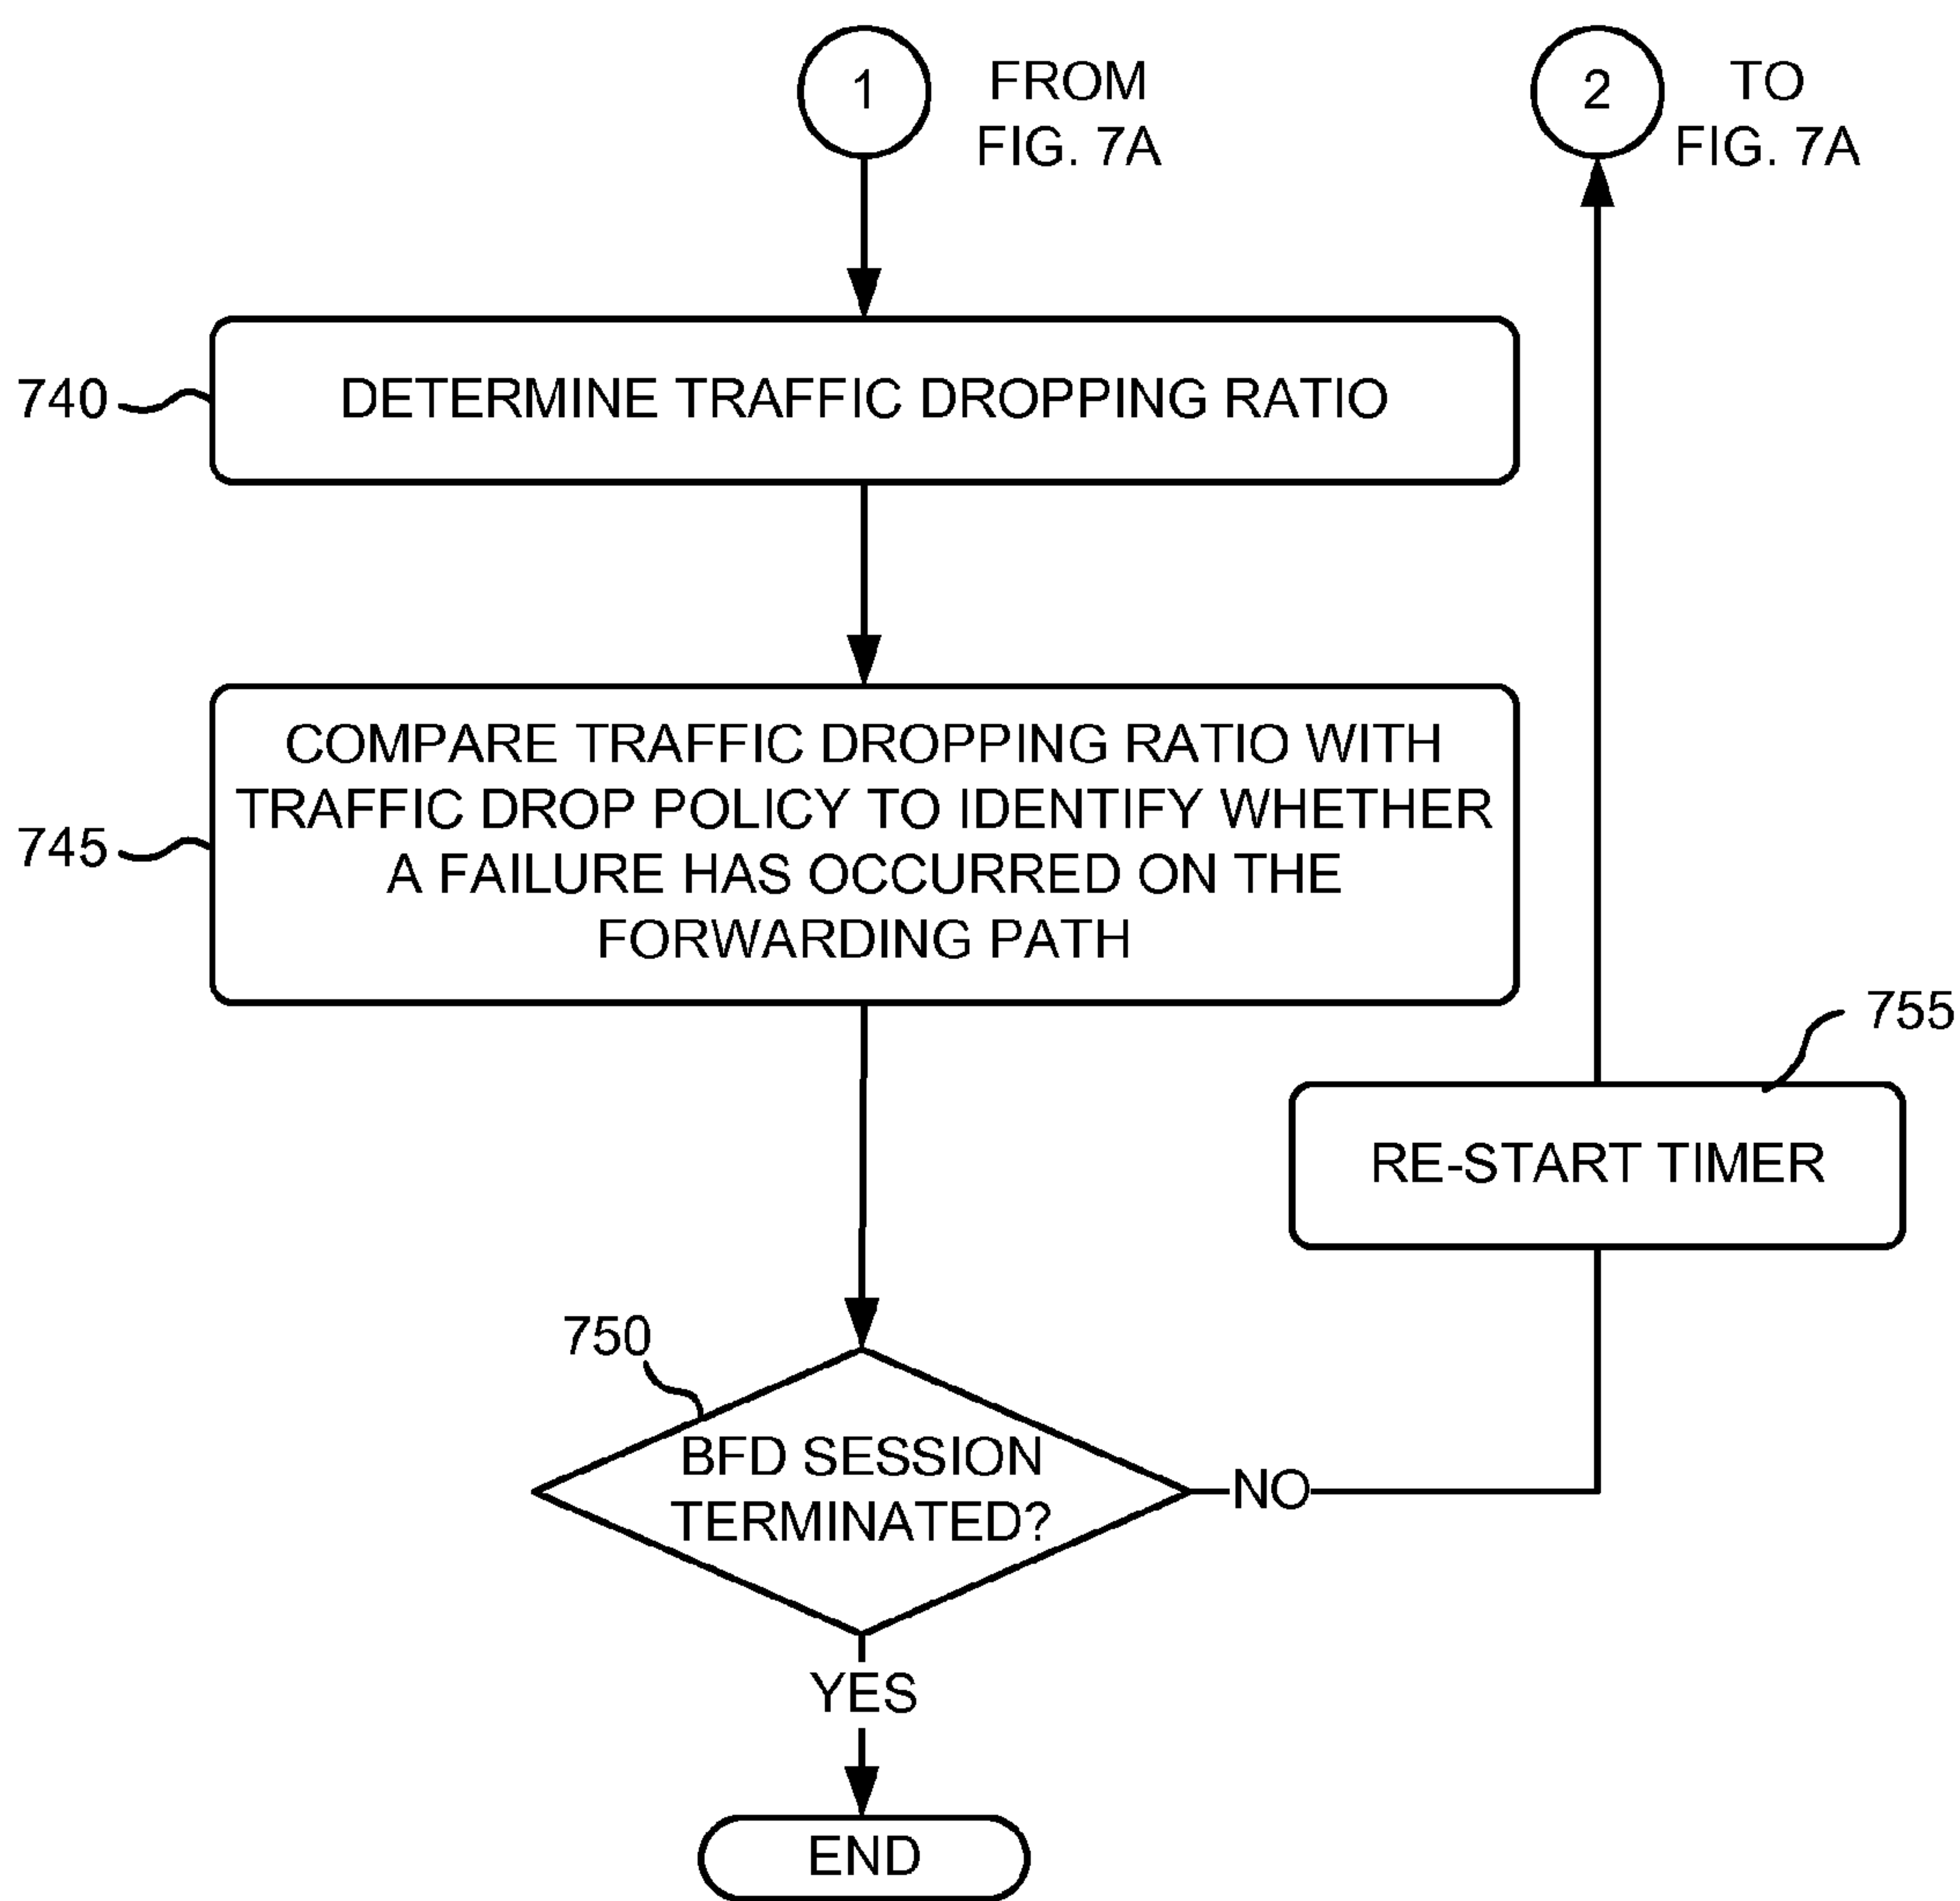 1
FROM
FIG. 7A
2
TO
FIG. 7A
740
DETERMINE TRAFFIC DROPPING RATIO
745
COMPARE TRAFFIC DROPPING RATIO WITH
TRAFFIC DROP POLICY TO IDENTIFY WHETHER
A FAILURE HAS OCCURRED ON THE
FORWARDING PATH
755
RE-START TIMER
750
BFD SESSION
TERMINATED?
NO
YES
END